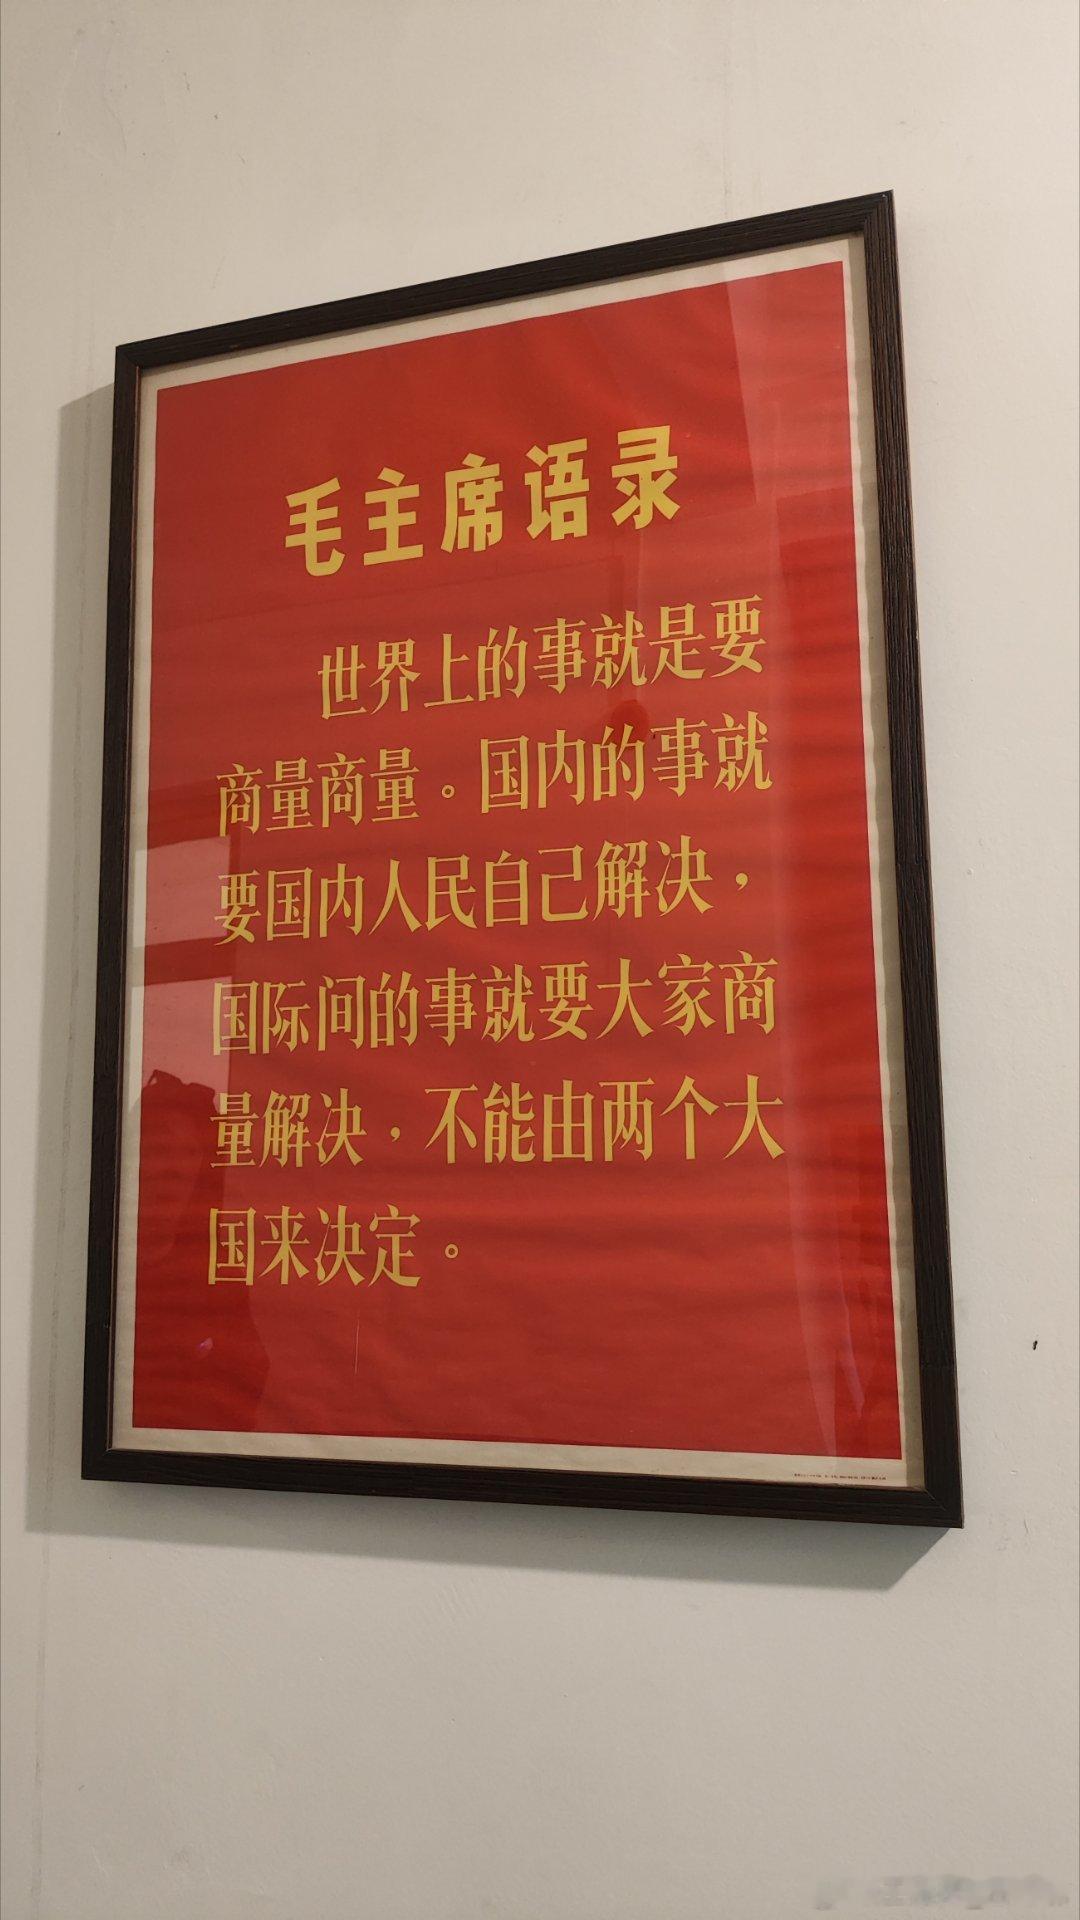 毛主席语录
世界上的事就是要
商量商量。国内的事就
要国内人民自己解决，
国际间的事就要大家商
量解决，不能由两个大
国来决定。